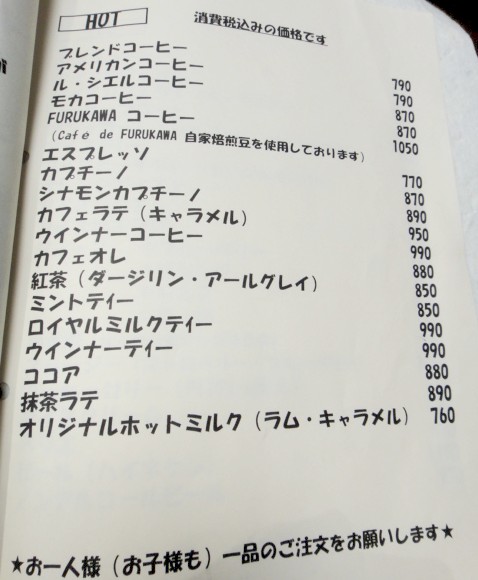 HOT 消費税込みの価格です
ブレンドコーヒー 790
アメリカンコーヒー 790
ル・シエルコーヒー 870
モカコーヒー 870
FURUKAWA コーヒー 1050
(Cafe de FURUKAWA 自家焙煎豆を使用しております)
エスプレッソ 770
カプチーノ 870
シナモンカプチーノ 890
カフェラテ(キャラメル) 950
ウインナーコーヒー 990
カフェオレ 880
紅茶(ダージリン・アールグレイ) 850
ミントティー 850
ロイヤルミルクティー 990
ウインナーティー 990
ココア 880
抹茶ラテ 890
オリジナルホットミルク(ラム・キャラメル) 760
★お一人様(お子様も)一品のご注文をお願いします★